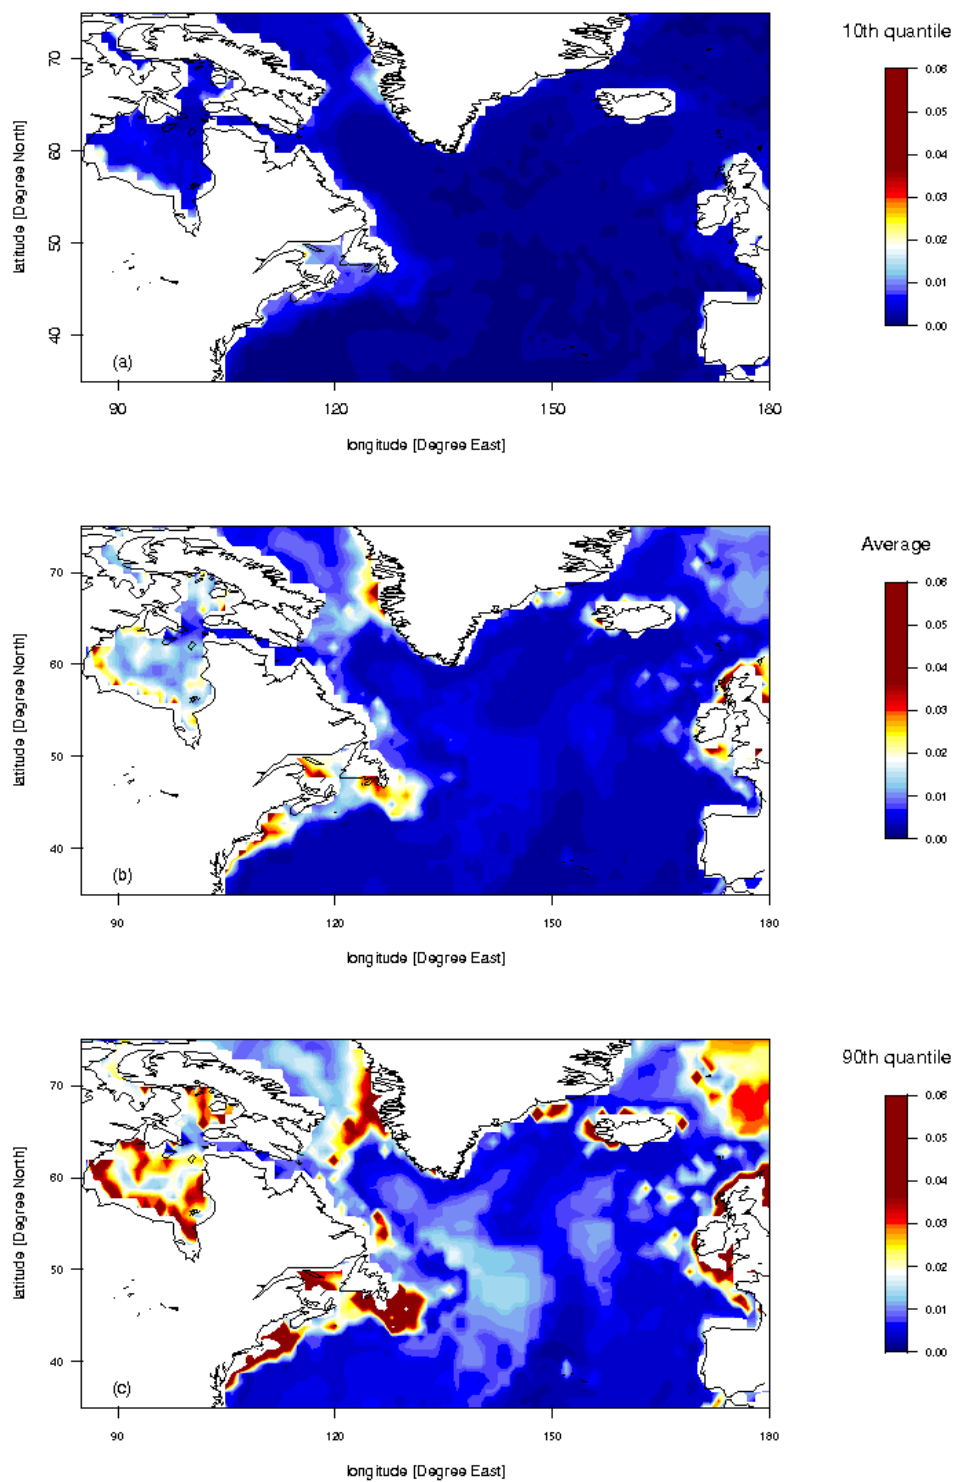 10th quantile
70
60
50
40
latitude [Degree North]
(a)
90 120 150 180
longitude [Degree East]
0.06
0.05
0.04
0.03
0.02
0.01
0.00
Average
70
60
50
40
latitude [Degree North]
(b)
90 120 150 180
longitude [Degree East]
0.06
0.05
0.04
0.03
0.02
0.01
0.00
90th quantile
70
60
50
40
latitude [Degree North]
(c)
90 120 150 180
longitude [Degree East]
0.06
0.05
0.04
0.03
0.02
0.01
0.00